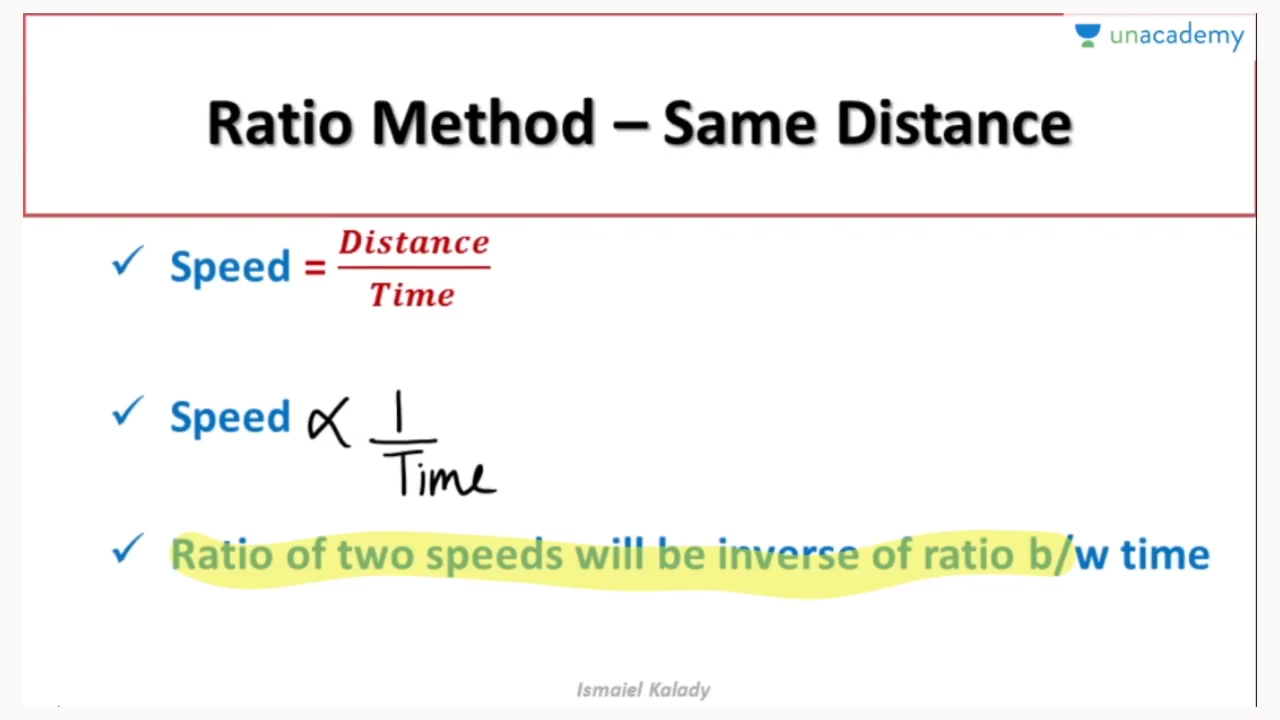 unacademy
Ratio Method – Same Distance
✓ Speed = Distance / Time
✓ Speed ∝ 1 / Time
✓ Ratio of two speeds will be inverse of ratio b/w time
Ismaiel Kalady